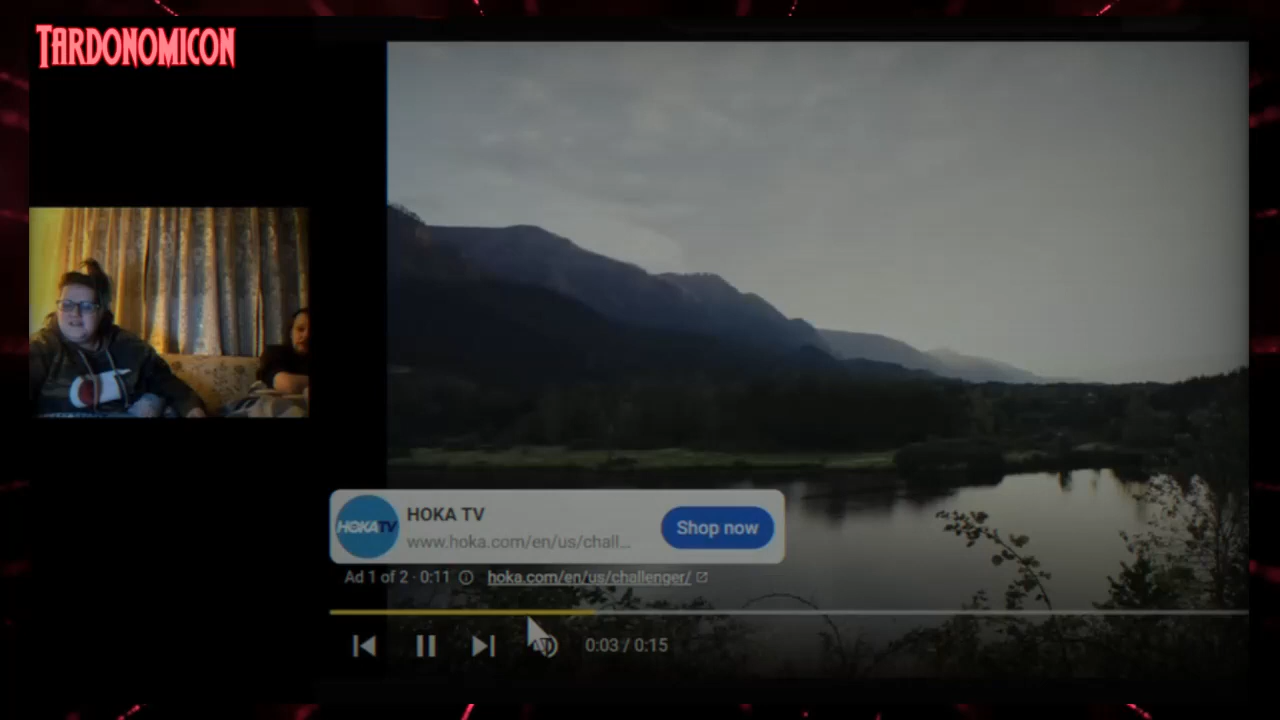 TARDONOMICON
HOKA TV
HOKA TV
www.hoka.com/en/us/chall...
Shop now
Ad 1 of 2 · 0:11
hoka.com/en/us/challenger/
0:03 / 0:15